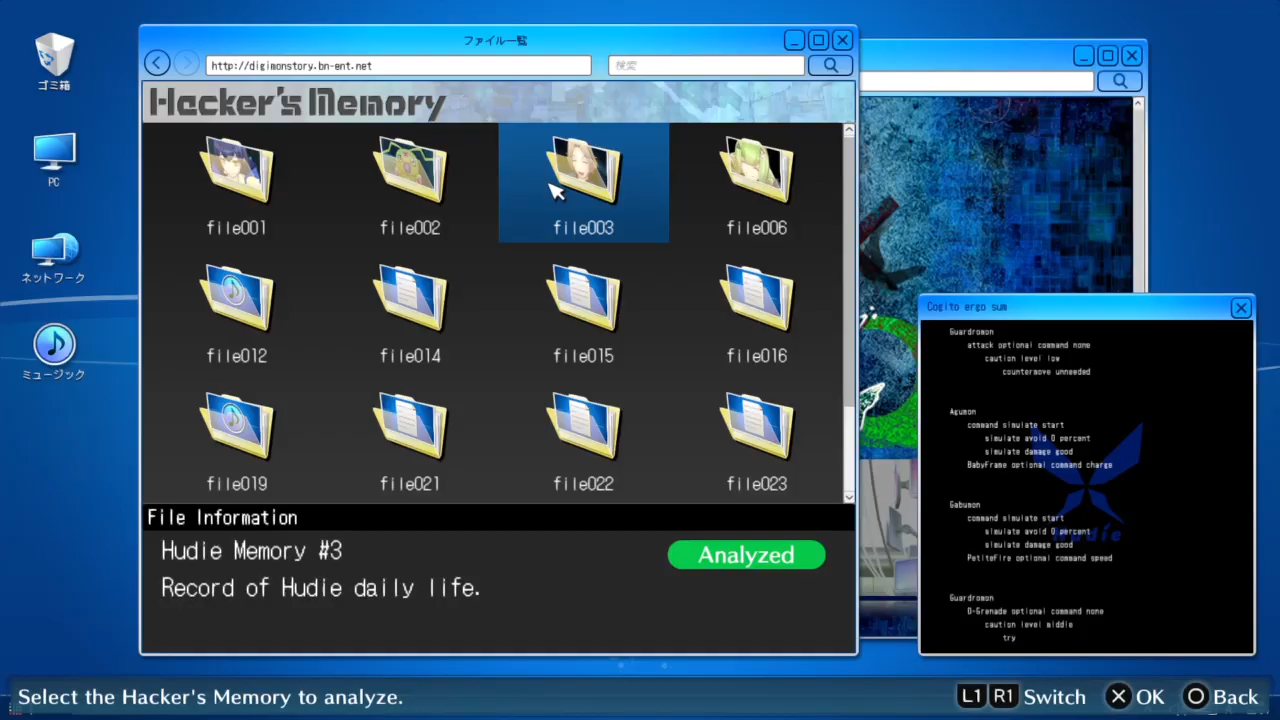 ゴミ箱
PC
ネットワーク
ミュージック
ファイル一覧
http://digimonstory.bn-ent.net
検索
Hacker's Memory
file001
file002
file003
file006
file012
file014
file015
file016
file019
file021
file022
file023
File Information
Hudie Memory #3
Analyzed
Record of Hudie daily life.
Cogito ergo sum
Guardromon
attack optional command none
caution level low
countermove unneeded
Agumon
command simulate start
simulate avoid 0 percent
simulate damage good
BabyFrame optional command charge
Gabumon
command simulate start
simulate avoid 0 percent
simulate damage good
PetiteFire optional command speed
Hudie
Guardromon
D-Grenade optional command none
caution level middle
try
Select the Hacker's Memory to analyze.
L1 R1 Switch
OK
Back